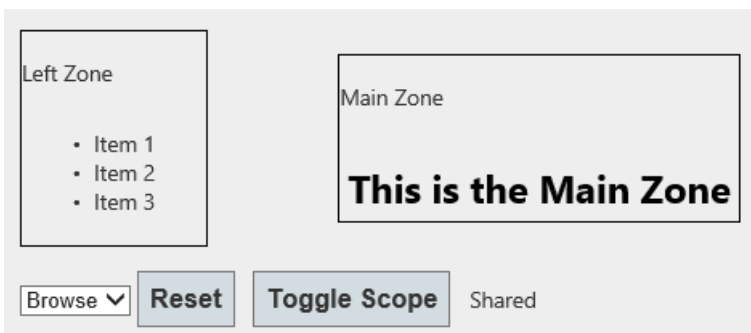 Left Zone
• Item 1
• Item 2
• Item 3
Main Zone
This is the Main Zone
Browse Reset Toggle Scope Shared